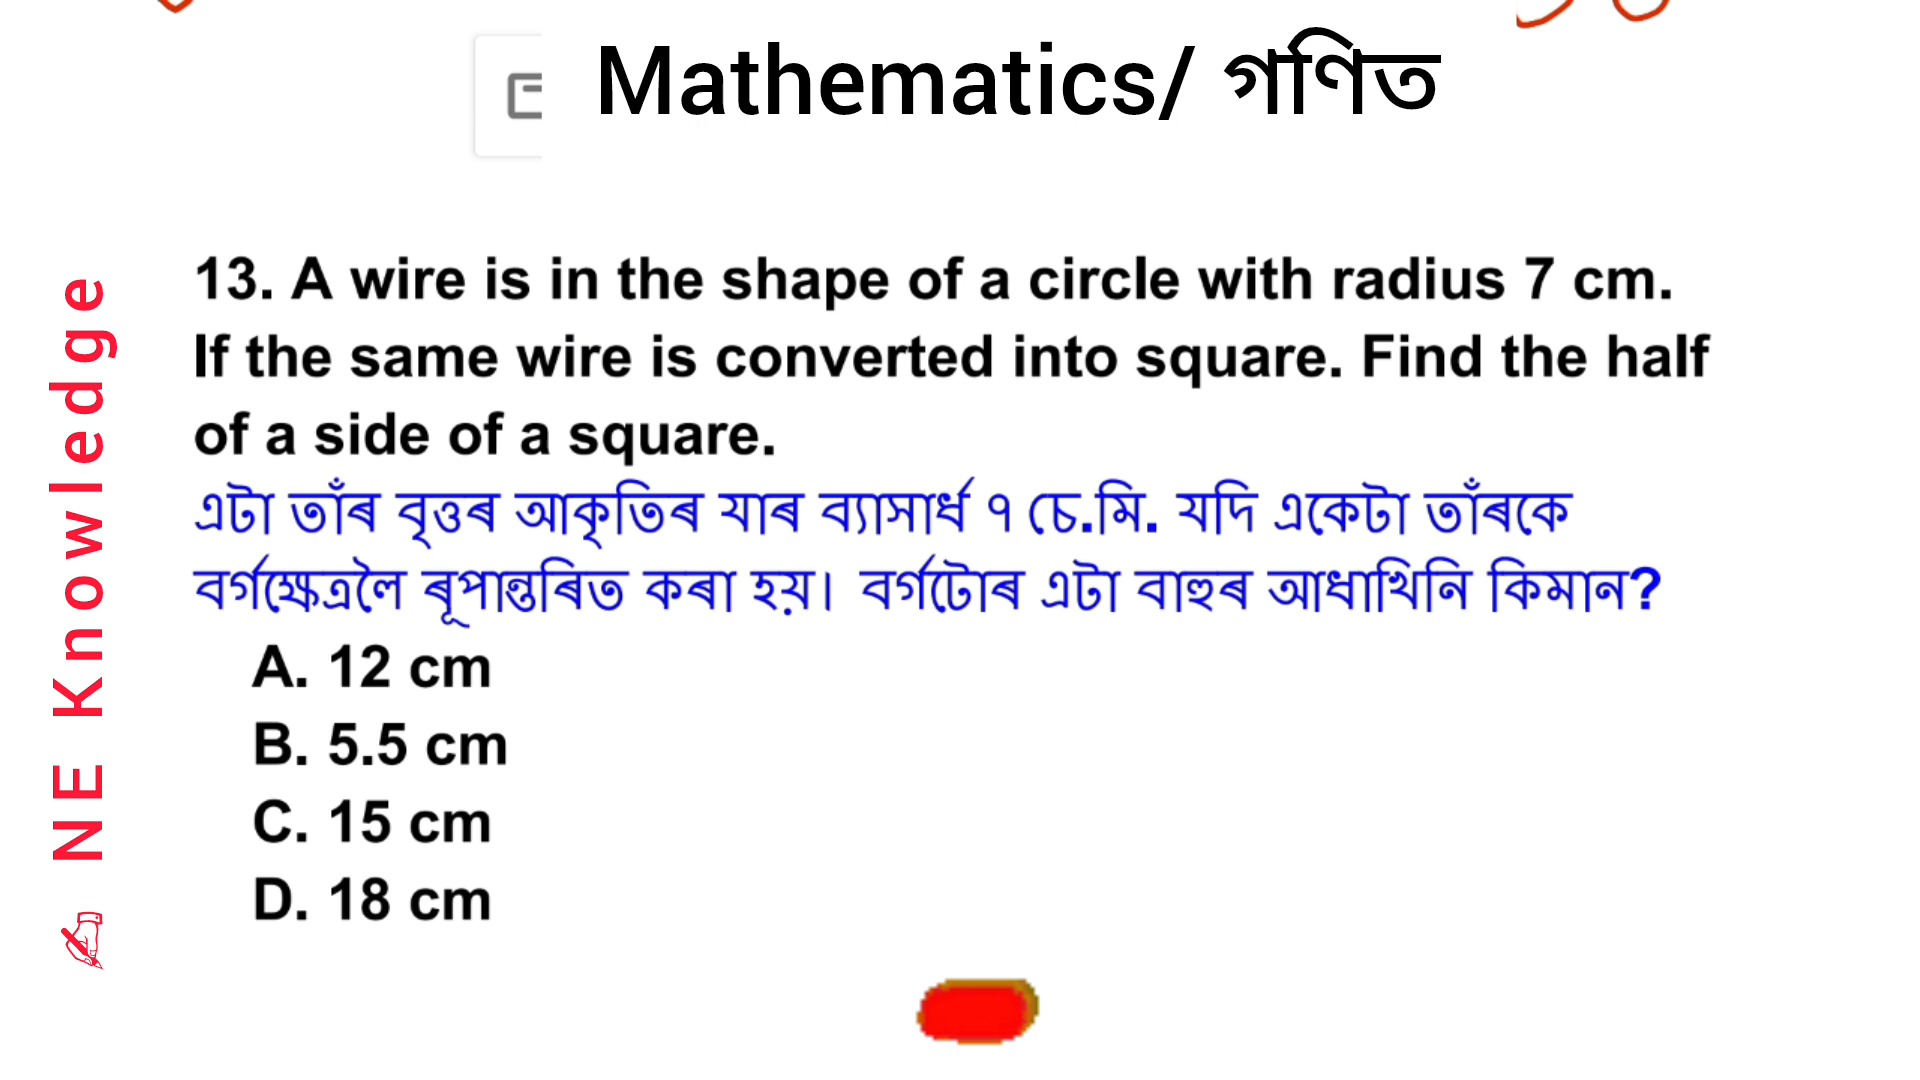 Mathematics/ গণিত
13. A wire is in the shape of a circle with radius 7 cm.
If the same wire is converted into square. Find the half
of a side of a square.
এটা তাঁৰ বৃত্তৰ আকৃতিৰ যাৰ ব্যাসাৰ্ধ ৭ চে.মি. যদি একেটা তাঁৰকে
বৰ্গক্ষেত্ৰলৈ ৰূপান্তৰিত কৰা হয়। বৰ্গটোৰ এটা বাহুৰ আধাখিনি কিমান?
A. 12 cm
B. 5.5 cm
C. 15 cm
D. 18 cm
✍ NE Knowledge